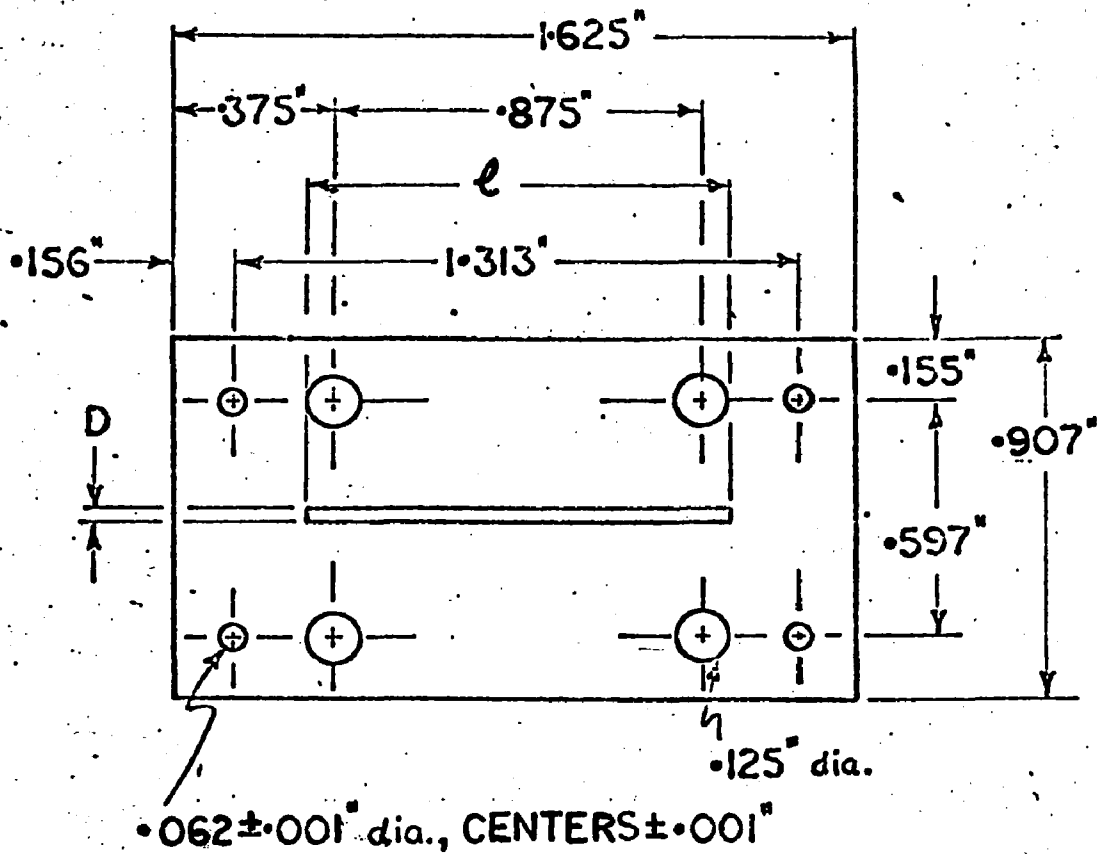 1.625"
.375"
.875"
ℓ
.156"
1.313"
.155"
D
.907"
.597"
.125" dia.
.062±.001" dia., CENTERS±.001"